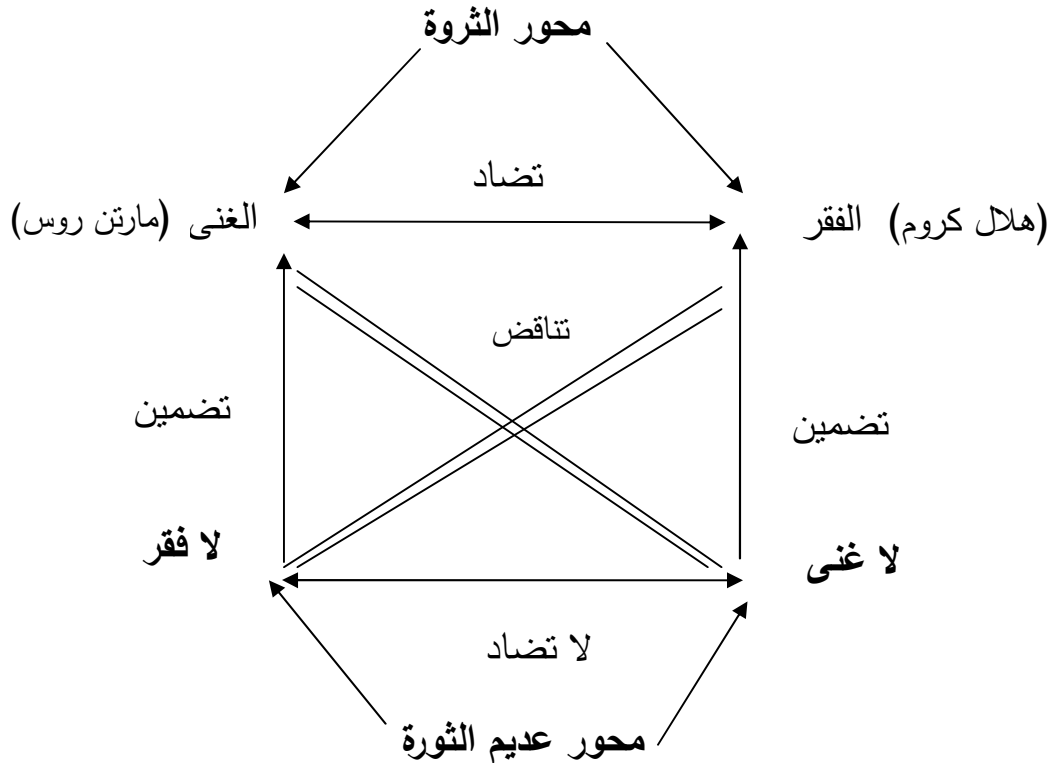 محور الثروة
تضاد
(هلال كروم) الفقر
الغنى (مارتن روس)
تناقض
تضمين
تضمين
لا غنى
لا فقر
لا تضاد
محور عديم الثورة